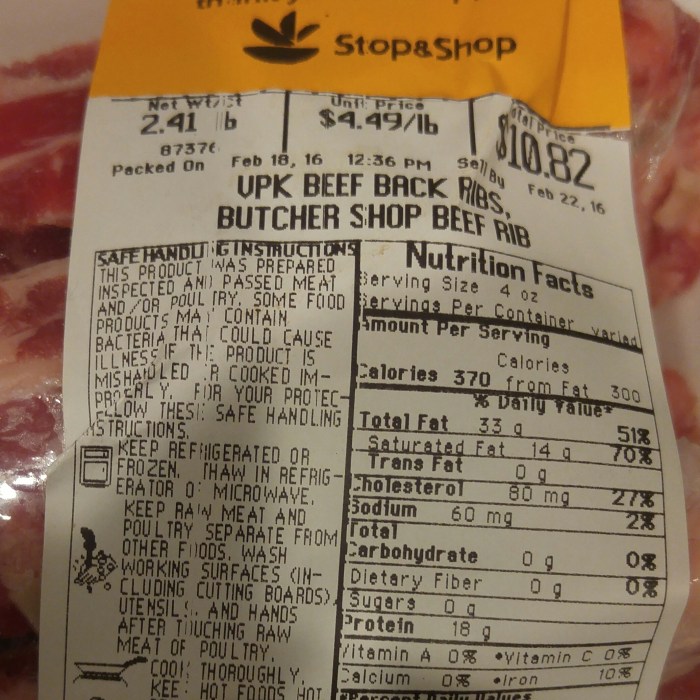 Stop&Shop
Net Wt/Ct Unit Price Total Price
2.41 lb $4.49/lb $10.82
87376
Packed On Feb 18, 16 12:36 PM Sell By Feb 22, 16
VPK BEEF BACK RIBS,
BUTCHER SHOP BEEF RIB
SAFE HANDLING INSTRUCTIONS
THIS PRODUCT WAS PREPARED
INSPECTED AND PASSED MEAT
AND/OR POULTRY. SOME FOOD
PRODUCTS MAY CONTAIN
BACTERIA THAT COULD CAUSE
ILLNESS IF THE PRODUCT IS
MISHANDLED OR COOKED IM-
PROPERLY. FOR YOUR PROTEC-
FOLLOW THESE SAFE HANDLING
INSTRUCTIONS.
KEEP REFRIGERATED OR
FROZEN. THAW IN REFRIG-
ERATOR OR MICROWAVE.
KEEP RAW MEAT AND
POULTRY SEPARATE FROM
OTHER FOODS. WASH
WORKING SURFACES (IN-
CLUDING CUTTING BOARDS),
UTENSILS, AND HANDS
AFTER TOUCHING RAW
MEAT OF POULTRY.
COOK THOROUGHLY.
KEEP HOT FOODS HOT
Nutrition Facts
Serving Size 4 oz
Servings Per Container varied
Amount Per Serving
Calories
Calories 370 from Fat 300
% Daily Value*
Total Fat 33 g 51%
Saturated Fat 14 g 70%
Trans Fat 0 g
Cholesterol 80 mg 27%
Sodium 60 mg 2%
Total
Carbohydrate 0 g 0%
Dietary Fiber 0 g 0%
Sugars 0 g
Protein 18 g
Vitamin A 0% •Vitamin C 0%
Calcium 0% •Iron 10%
*Percent Daily Values